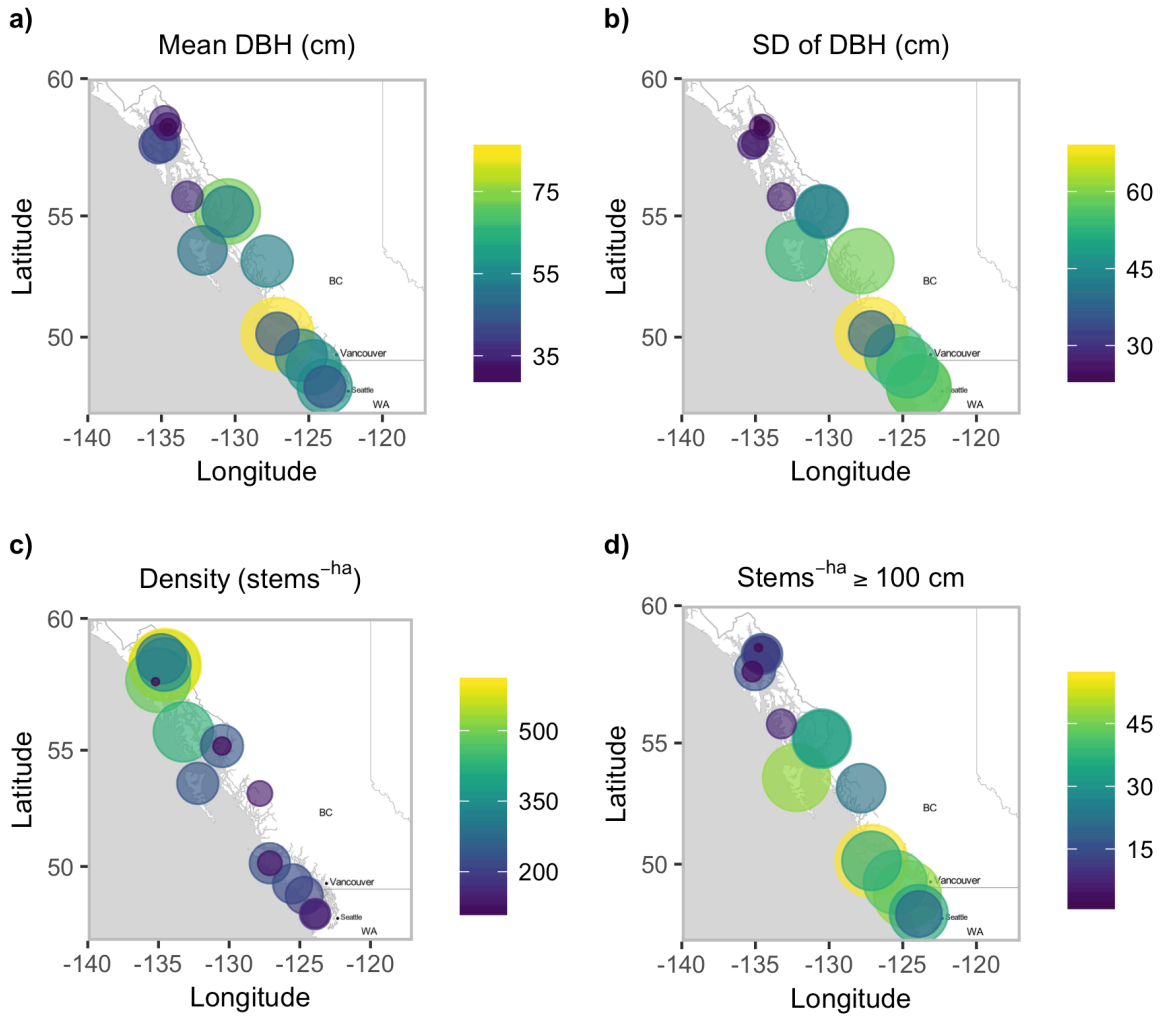 a)
Mean DBH (cm)
60
55
50
Latitude
-140 -135 -130 -125 -120
Longitude
BC
Vancouver
Seattle
WA
75
55
35
b)
SD of DBH (cm)
60
55
50
Latitude
-140 -135 -130 -125 -120
Longitude
BC
Vancouver
Seattle
WA
60
45
30
c)
Density (stems⁻ʰᵃ)
60
55
50
Latitude
-140 -135 -130 -125 -120
Longitude
BC
Vancouver
Seattle
WA
500
350
200
d)
Stems⁻ʰᵃ ≥ 100 cm
60
55
50
Latitude
-140 -135 -130 -125 -120
Longitude
BC
Vancouver
Seattle
WA
45
30
15